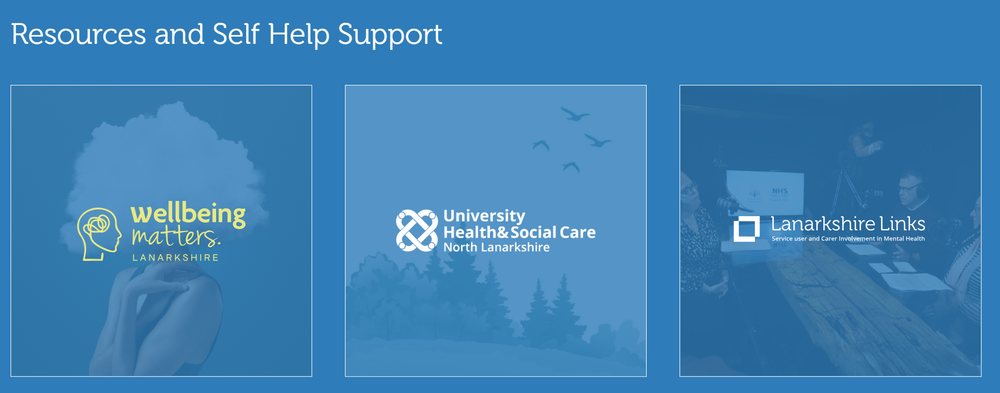 Resources and Self Help Support
wellbeing
matters.
LANARKSHIRE
University
Health&Social Care
North Lanarkshire
NHS
Lanarkshire Links
Service user and Carer Involvement in Mental Health